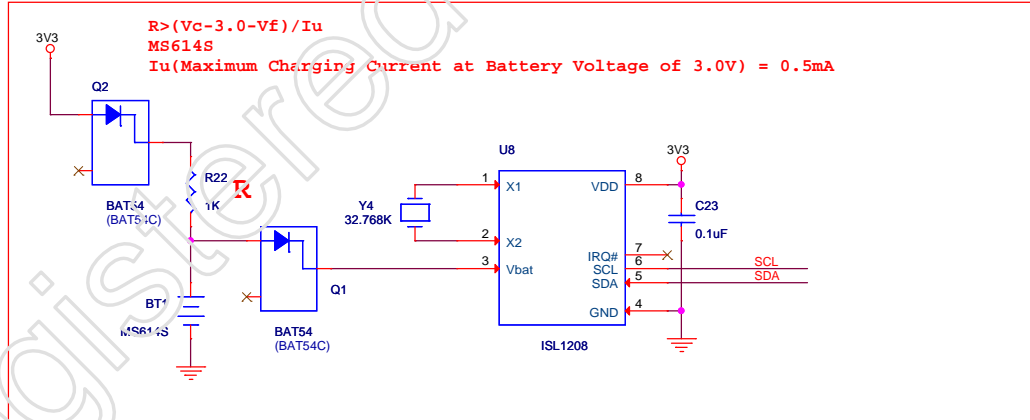 R>(Vc-3.0-Vf)/Iu
MS614S
Iu(Maximum Charging Current at Battery Voltage of 3.0V) = 0.5mA
3V3
Q2
BAT54
(BAT54C)
R22
1K
R
BT1
MS614S
Q1
BAT54
(BAT54C)
Y4
32.768K
U8
1
X1
2
X2
3
Vbat
VDD
8
IRQ#
7
SCL
6
SDA
5
GND
4
ISL1208
3V3
C23
0.1uF
SCL
SDA
gistered